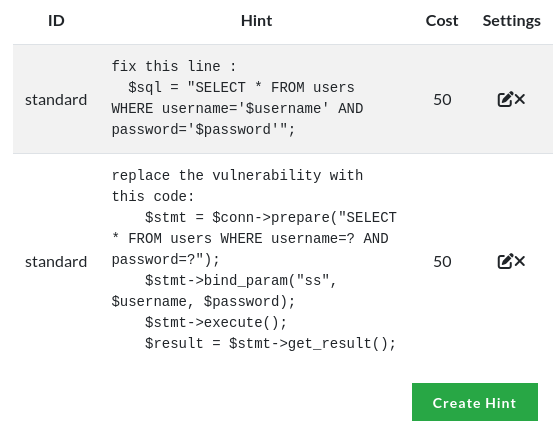 ID Hint Cost Settings
fix this line :
$sql = "SELECT * FROM users
WHERE username='$username' AND
password='$password'";
standard 50
replace the vulnerability with
this code:
$stmt = $conn->prepare("SELECT
* FROM users WHERE username=? AND
password=?");
$stmt->bind_param("ss",
$username, $password);
$stmt->execute();
$result = $stmt->get_result();
standard 50
Create Hint